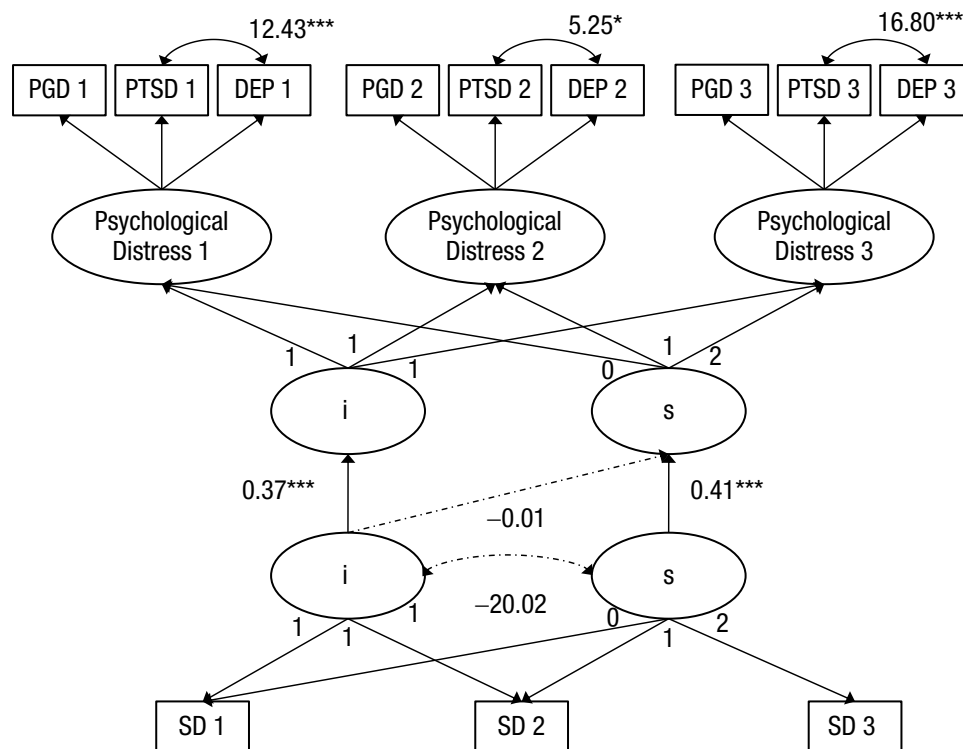 12.43***
5.25*
16.80***
PGD 1
PTSD 1
DEP 1
PGD 2
PTSD 2
DEP 2
PGD 3
PTSD 3
DEP 3
Psychological
Distress 1
Psychological
Distress 2
Psychological
Distress 3
1
1
1
0
1
2
i
s
0.37***
0.41***
−0.01
i
s
−20.02
1
1
1
0
1
2
SD 1
SD 2
SD 3